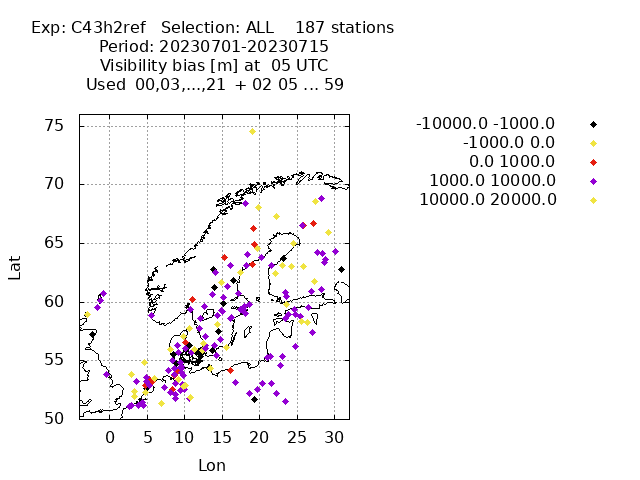 Exp: C43h2ref   Selection: ALL    187 stations
Period: 20230701-20230715
Visibility bias [m] at  05 UTC
Used  00,03,...,21  + 02 05 ... 59
-10000.0 -1000.0
-1000.0 0.0
0.0 1000.0
1000.0 10000.0
10000.0 20000.0
Lat
75
70
65
60
55
50
0 5 10 15 20 25 30
Lon